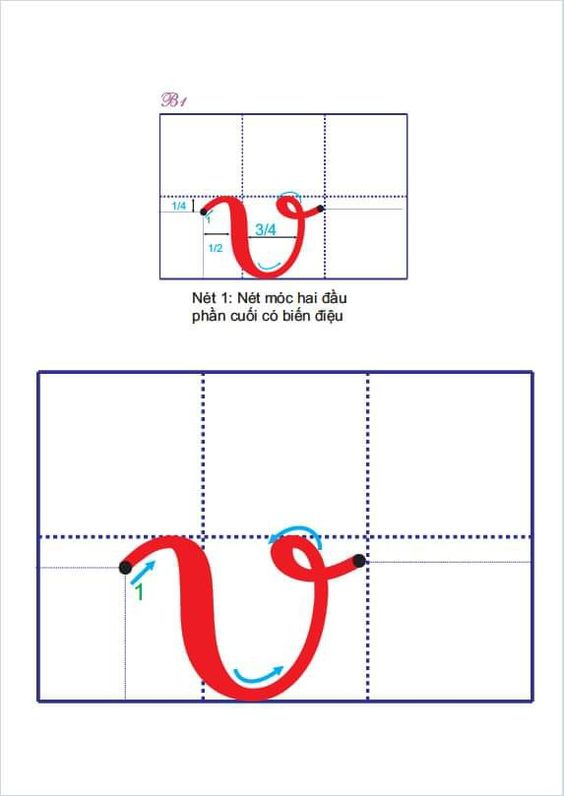 B1
1/4
1
3/4
1/2
v
Nét 1: Nét móc hai đầu
phần cuối có biến điệu
1
v